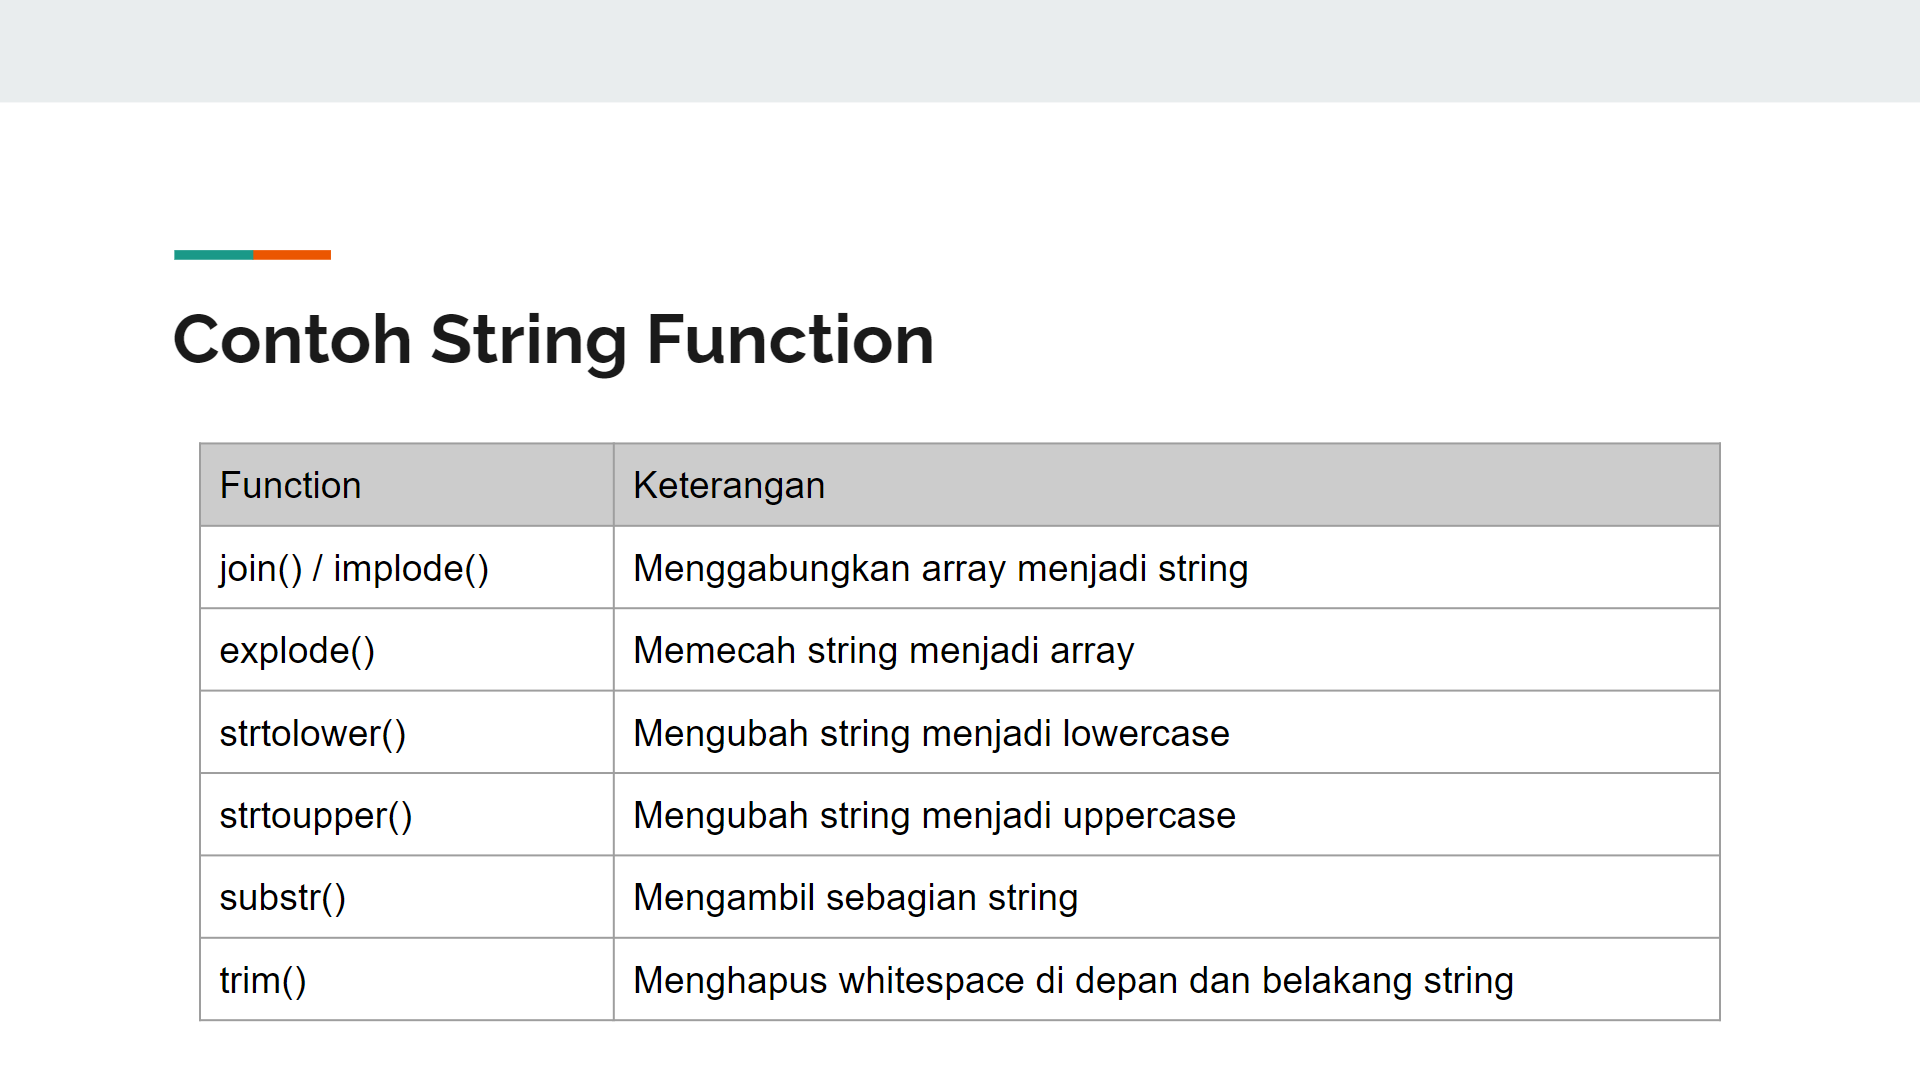 Contoh String Function
Function Keterangan
join() / implode() Menggabungkan array menjadi string
explode() Memecah string menjadi array
strtolower() Mengubah string menjadi lowercase
strtoupper() Mengubah string menjadi uppercase
substr() Mengambil sebagian string
trim() Menghapus whitespace di depan dan belakang string